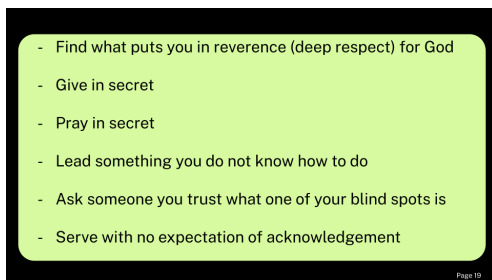 - Find what puts you in reverence (deep respect) for God
- Give in secret
- Pray in secret
- Lead something you do not know how to do
- Ask someone you trust what one of your blind spots is
- Serve with no expectation of acknowledgement
Page 19